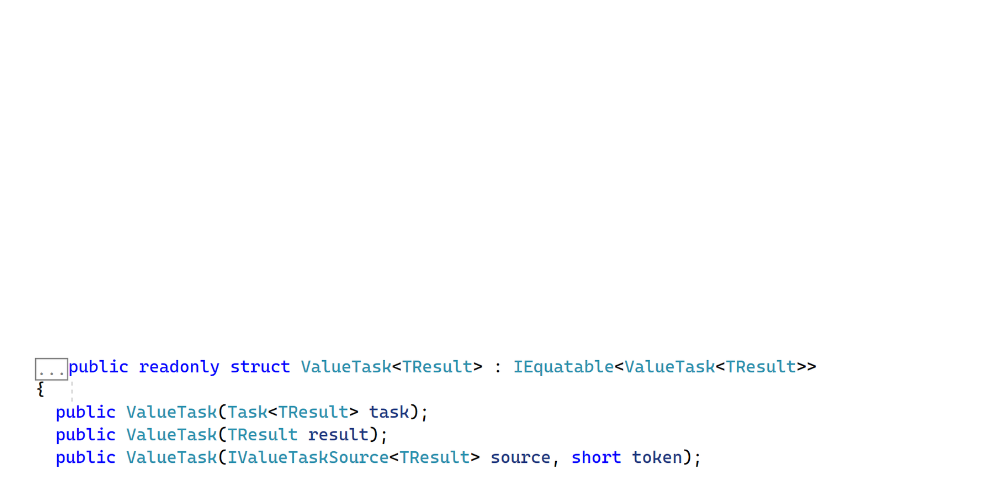 ...public readonly struct ValueTask<TResult> : IEquatable<ValueTask<TResult>>
{
public ValueTask(Task<TResult> task);
public ValueTask(TResult result);
public ValueTask(IValueTaskSource<TResult> source, short token);